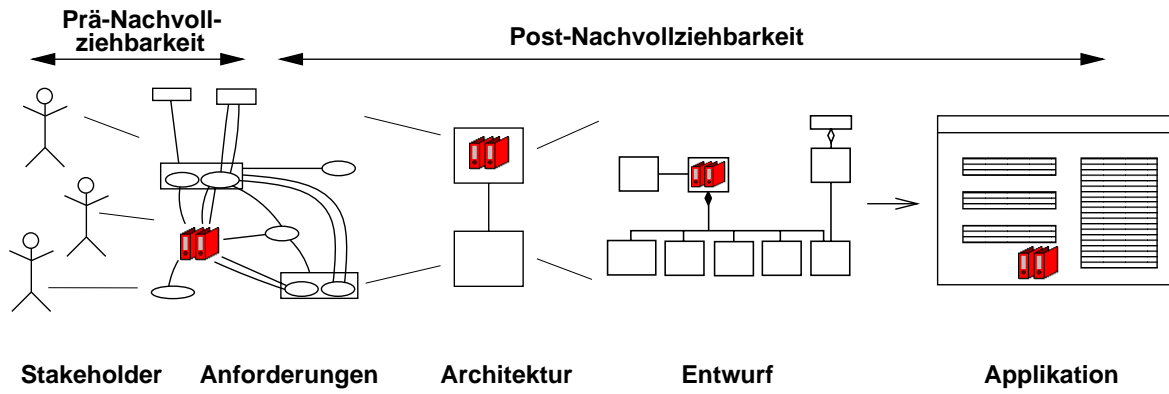 Prä-Nachvoll-
ziehbarkeit
Post-Nachvollziehbarkeit
Stakeholder Anforderungen Architektur Entwurf Applikation